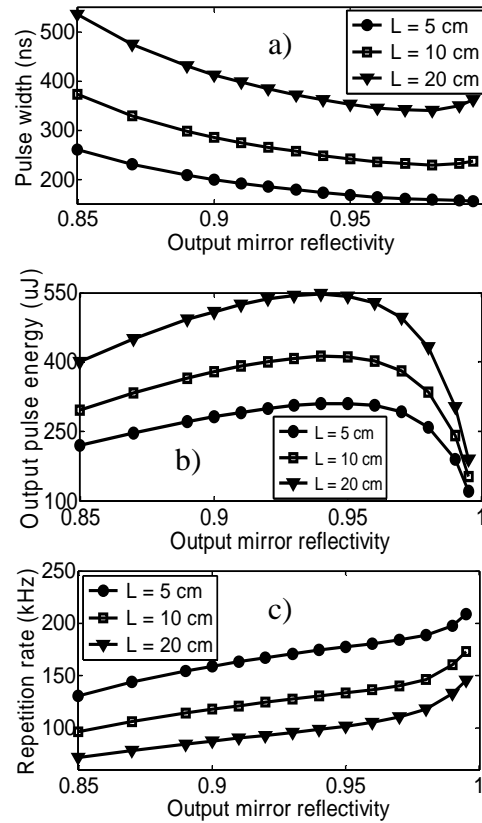 500
400
300
200
Pulse width (ns)
a)
L = 5 cm
L = 10 cm
L = 20 cm
0.85
0.9
0.95
Output mirror reflectivity
550
400
250
100
Output pulse energy (uJ)
b)
L = 5 cm
L = 10 cm
L = 20 cm
0.85
0.9
0.95
1
Output mirror reflectivity
250
200
150
100
Repetition rate (kHz)
L = 5 cm
L = 10 cm
L = 20 cm
c)
0.85
0.9
0.95
1
Output mirror reflectivity